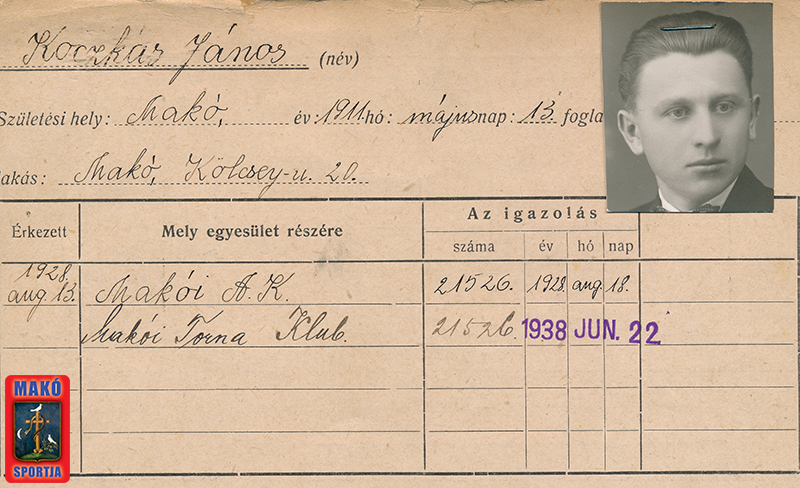 Koczkás János (név)
Születési hely: Makó, év: 1911 hó: május nap: 13 fogla
akás: Makó, Kölcsey-u. 20.
Érkezett Mely egyesület részére Az igazolás
száma év hó nap
1928. aug. 13. Makói A.K. 21526. 1928. aug 18.
Makói Torna Klub. 21526. 1938 JUN. 22
MAKÓ
SPORTJA